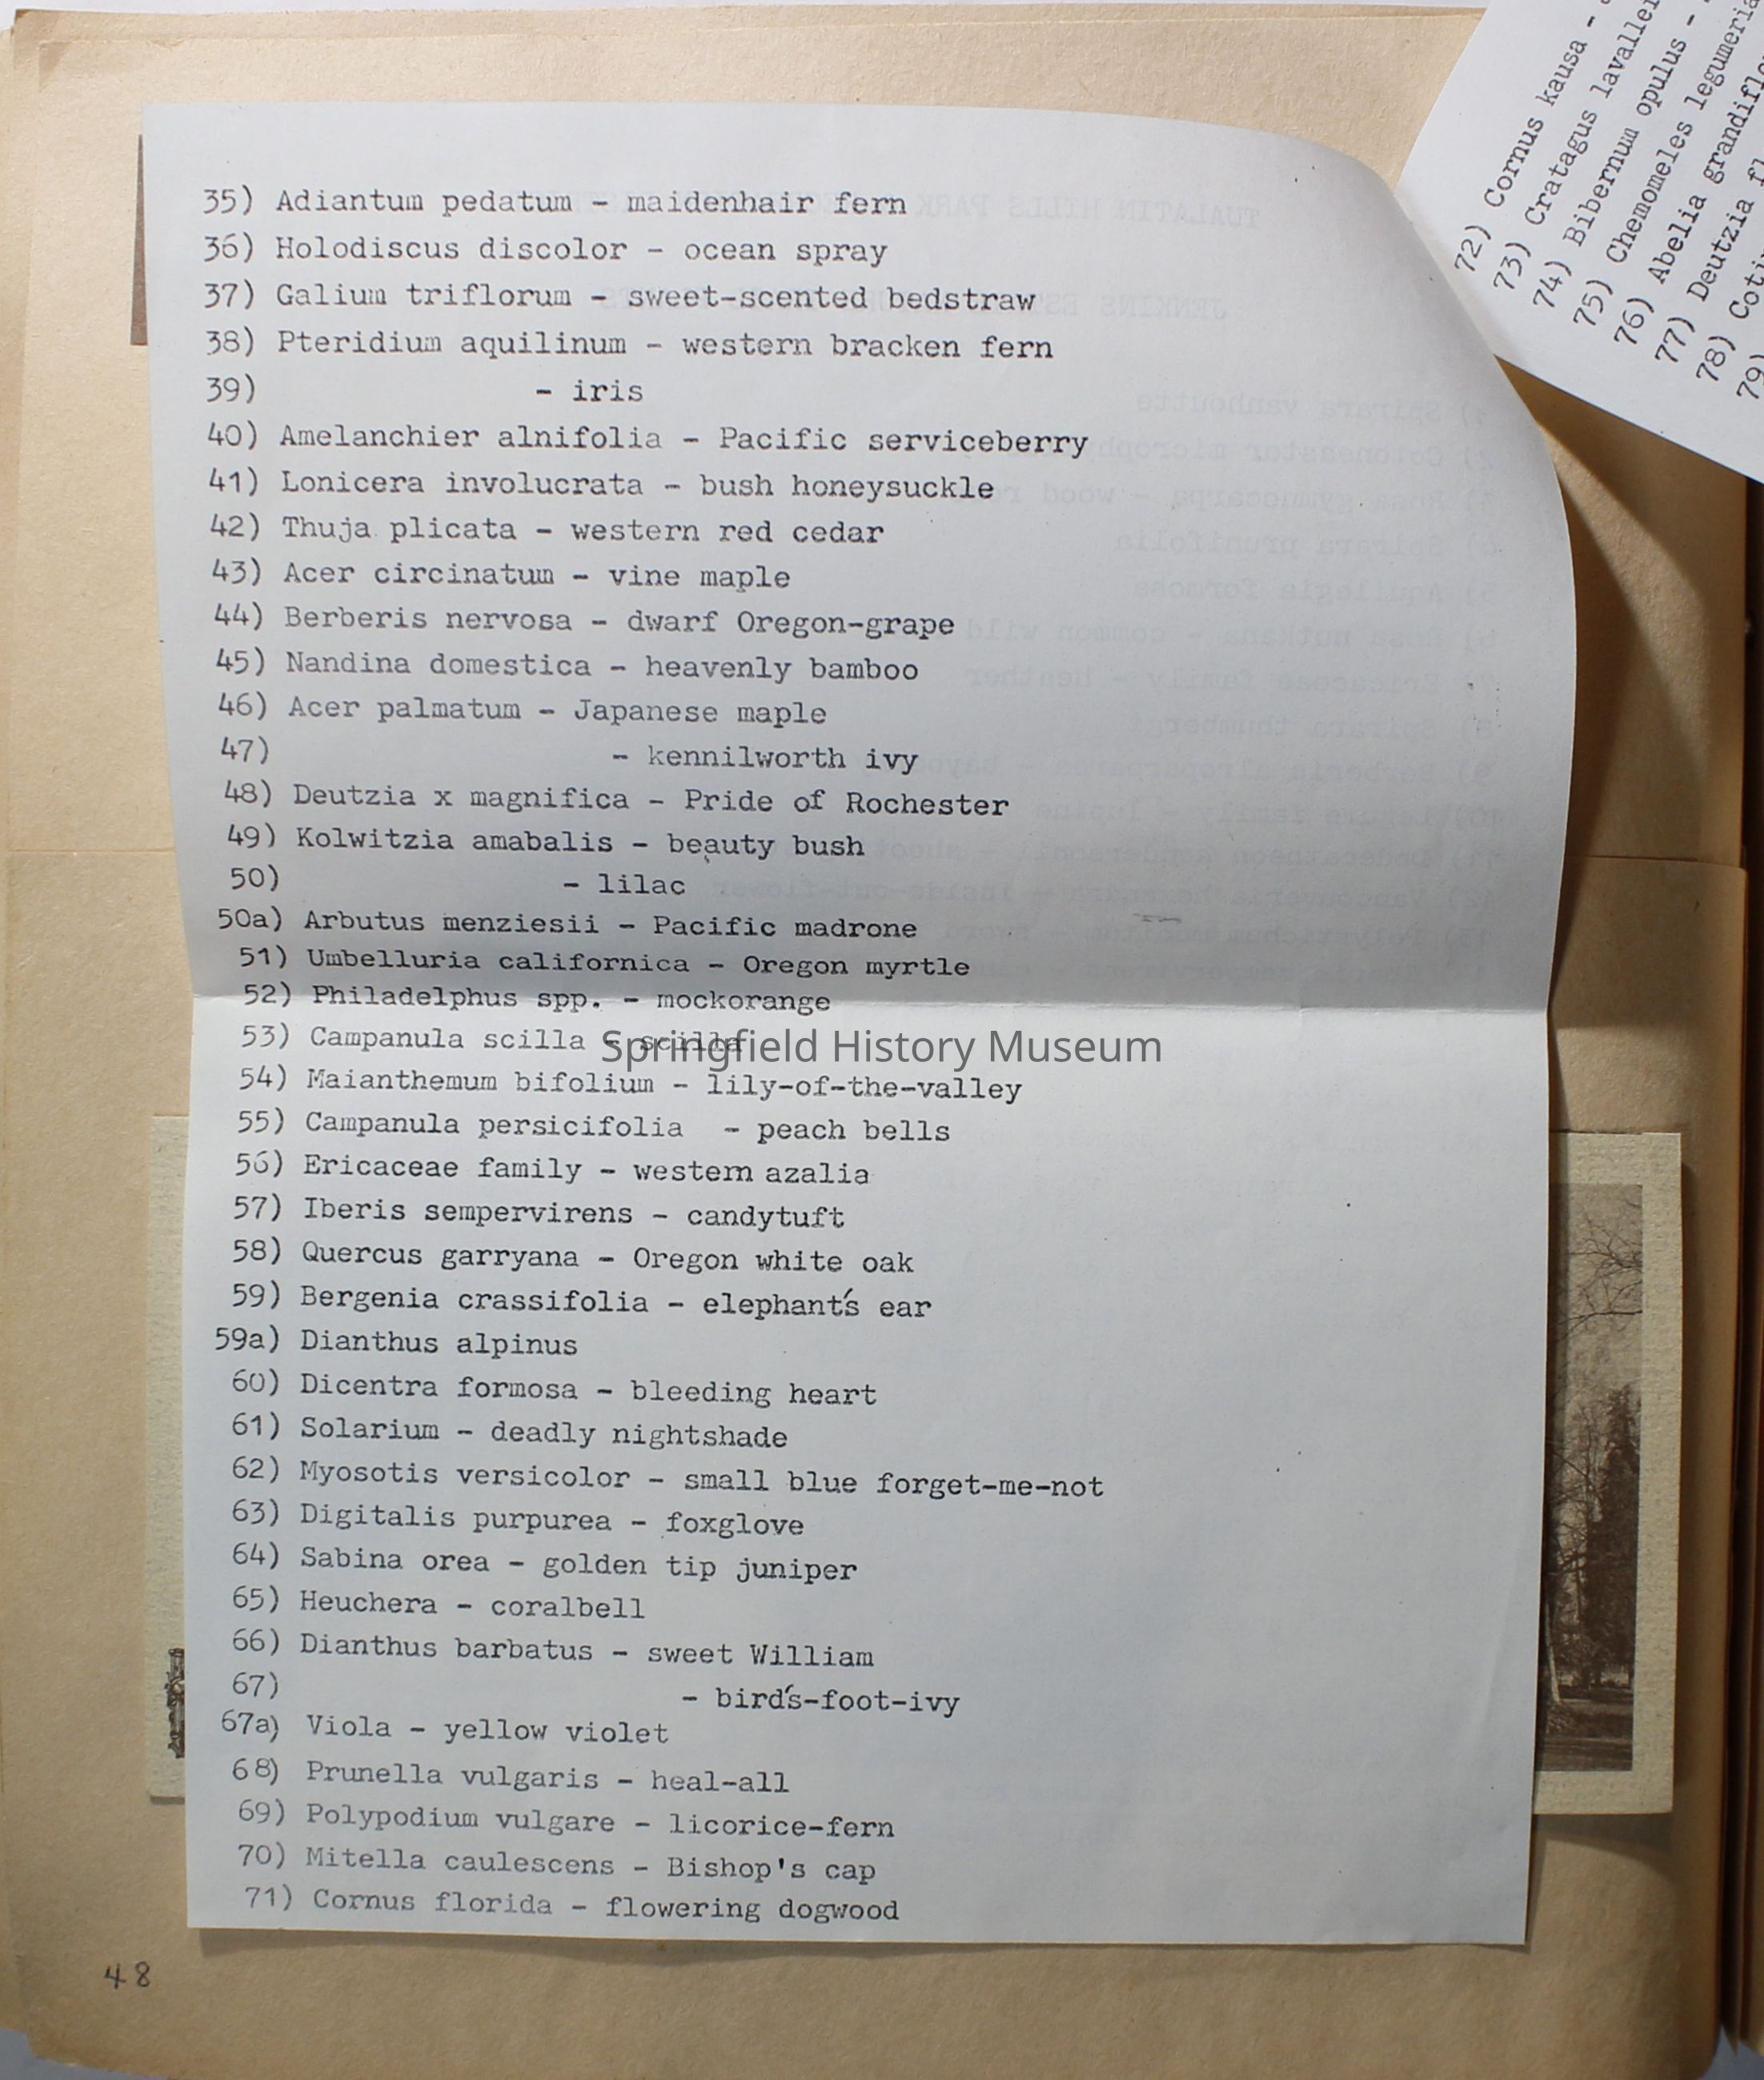 35) Adiantum pedatum - maidenhair fern
36) Holodiscus discolor - ocean spray
37) Galium triflorum - sweet-scented bedstraw
38) Pteridium aquilinum - western bracken fern
39) - iris
40) Amelanchier alnifolia - Pacific serviceberry
41) Lonicera involucrata - bush honeysuckle
42) Thuja plicata - western red cedar
43) Acer circinatum - vine maple
44) Berberis nervosa - dwarf Oregon-grape
45) Nandina domestica - heavenly bamboo
46) Acer palmatum - Japanese maple
47) - kennilworth ivy
48) Deutzia x magnifica - Pride of Rochester
49) Kolwitzia amabalis - beauty bush
50) - lilac
50a) Arbutus menziesii - Pacific madrone
51) Umbelluria californica - Oregon myrtle
52) Philadelphus spp. - mockorange
53) Campanula scilla - scilla
Springfield History Museum
54) Maianthemum bifolium - lily-of-the-valley
55) Campanula persicifolia - peach bells
56) Ericaceae family - western azalia
57) Iberis sempervirens - candytuft
58) Quercus garryana - Oregon white oak
59) Bergenia crassifolia - elephant's ear
59a) Dianthus alpinus
60) Dicentra formosa - bleeding heart
61) Solarium - deadly nightshade
62) Myosotis versicolor - small blue forget-me-not
63) Digitalis purpurea - foxglove
64) Sabina orea - golden tip juniper
65) Heuchera - coralbell
66) Dianthus barbatus - sweet William
67) - bird's-foot-ivy
67a) Viola - yellow violet
68) Prunella vulgaris - heal-all
69) Polypodium vulgare - licorice-fern
70) Mitella caulescens - Bishop's cap
71) Cornus florida - flowering dogwood
48
72) Cornus kausa -
73) Cratagus
74) Bibernum opulus -
75) Chemomeles
76) Abelia
77) Deutzia
78)
79)